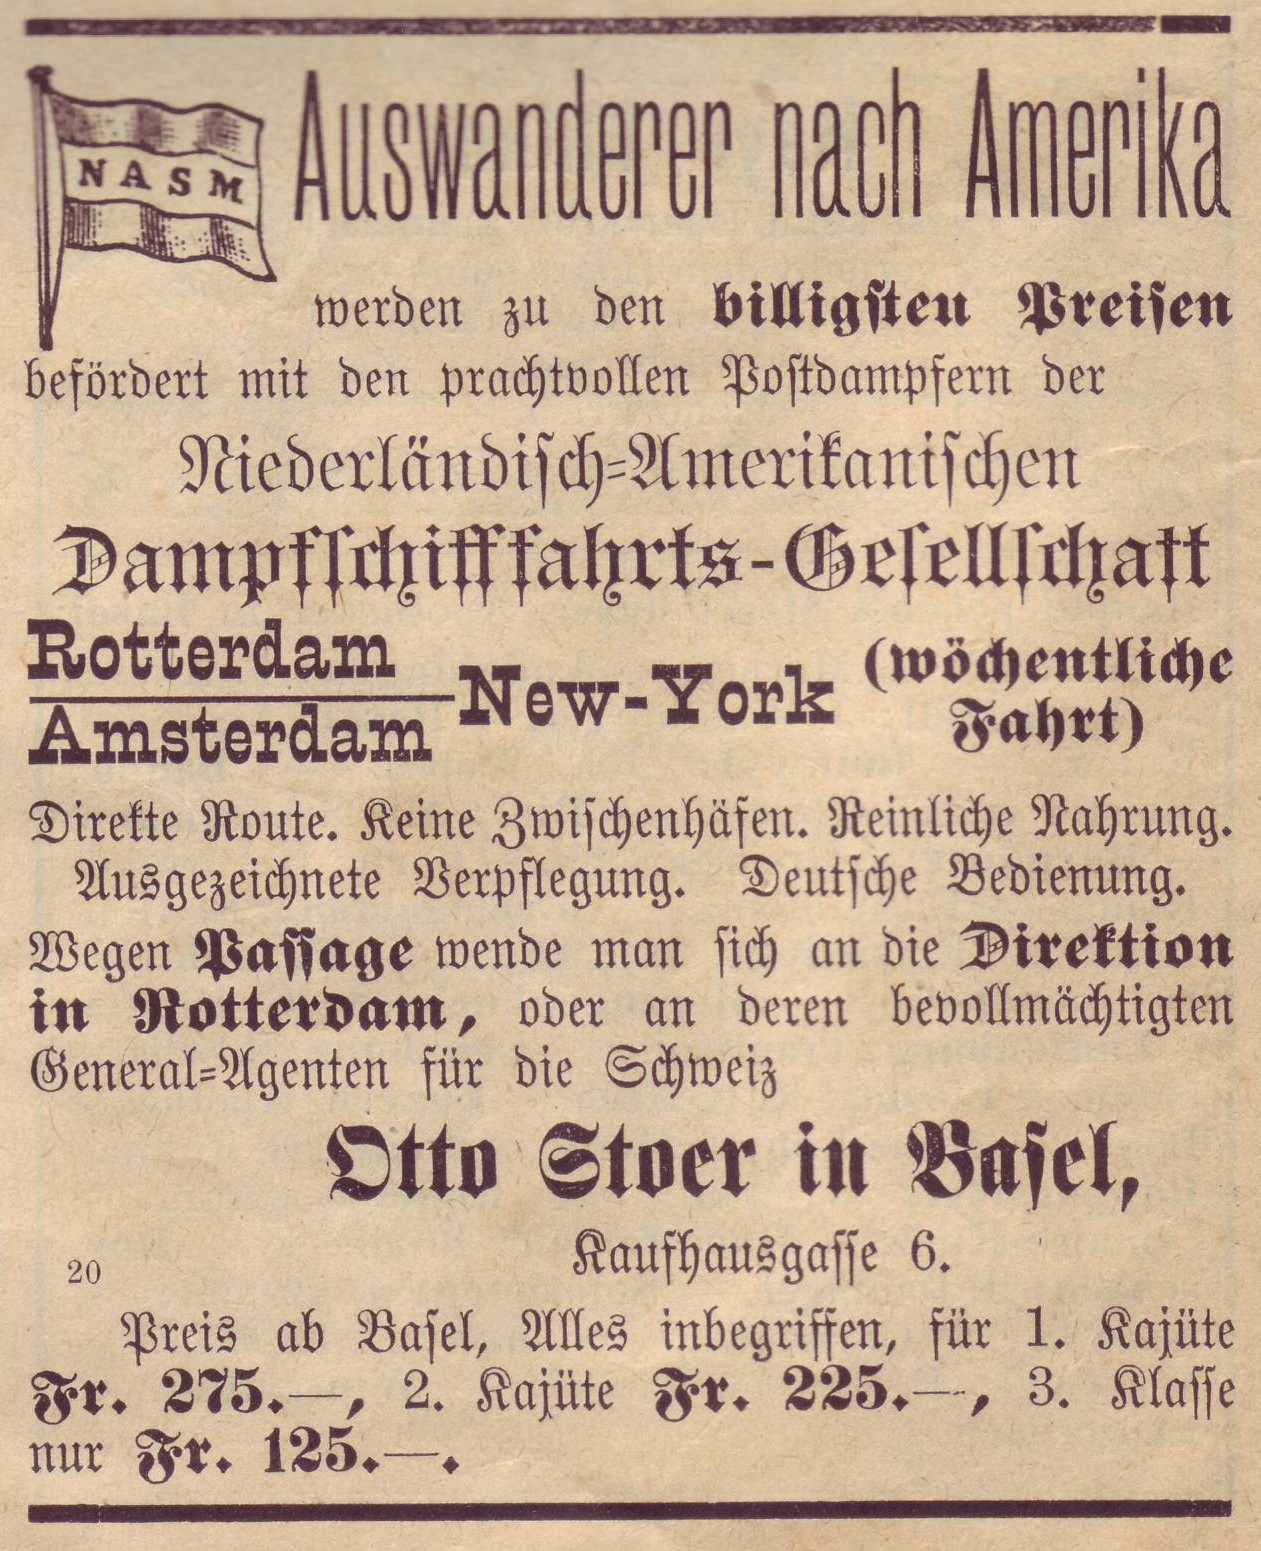 NASM
Auswanderer nach Amerika
werden zu den billigsten Preisen
befördert mit den prachtvollen Postdampfern der
Niederländisch-Amerikanischen
Dampfschifffahrts-Gesellschaft
Rotterdam
Amsterdam
New-York
(wöchentliche
Fahrt)
Direkte Route. Keine Zwischenhäfen. Reinliche Nahrung.
Ausgezeichnete Verpflegung. Deutsche Bedienung.
Wegen Passage wende man sich an die Direktion
in Rotterdam, oder an deren bevollmächtigten
General-Agenten für die Schweiz
Otto Stoer in Basel,
Kaufhausgasse 6.
20
Preis ab Basel, Alles inbegriffen, für 1. Kajüte
Fr. 275.—, 2. Kajüte Fr. 225.—, 3. Klasse
nur Fr. 125.—.